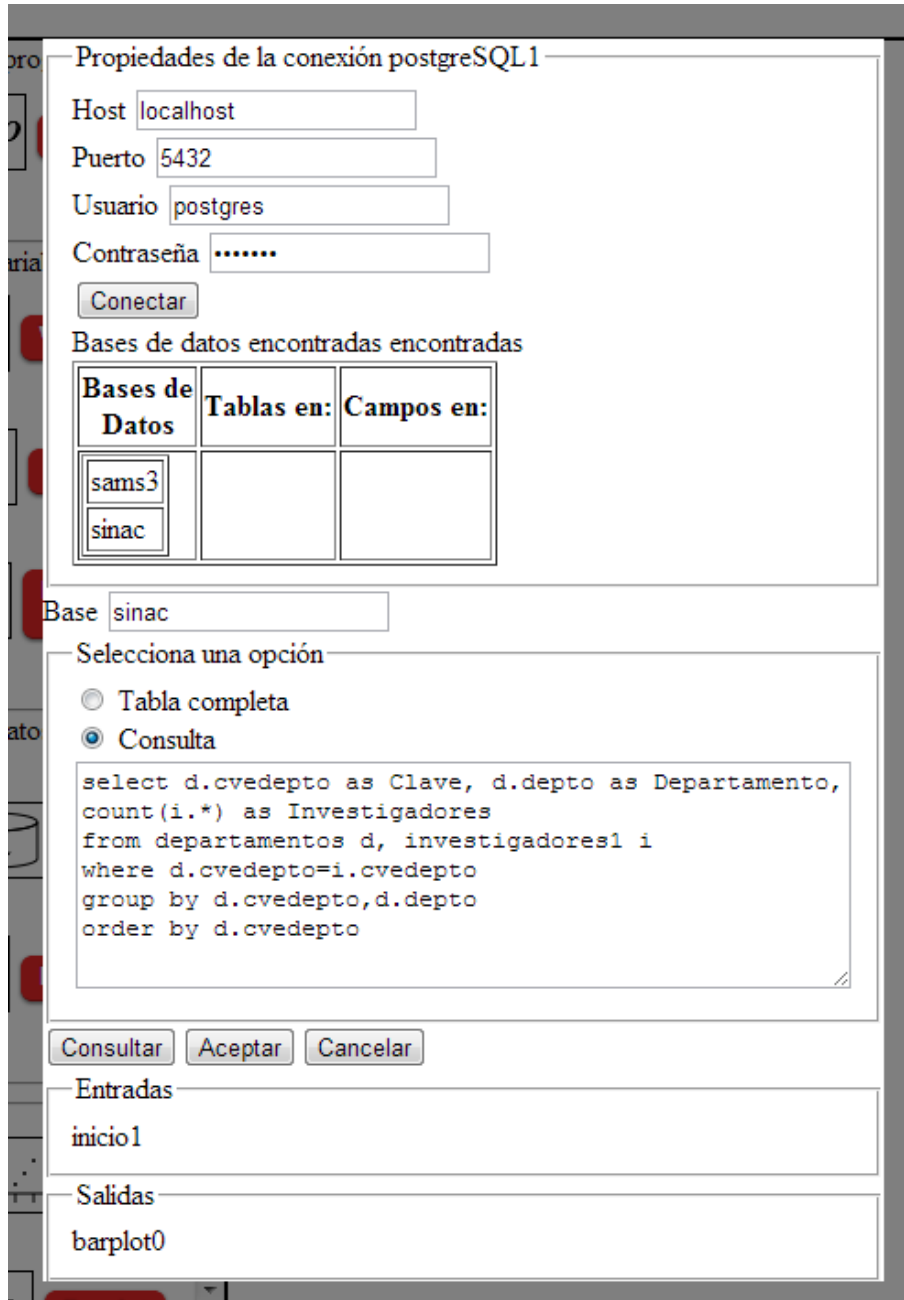 Propiedades de la conexión postgreSQL1
Host localhost
Puerto 5432
Usuario postgres
Contraseña •••••••
Conectar
Bases de datos encontradas encontradas
Bases de Datos Tablas en: Campos en:
sams3
sinac
Base sinac
Selecciona una opción
Tabla completa
Consulta
select d.cvedepto as Clave, d.depto as Departamento,
count(i.*) as Investigadores
from departamentos d, investigadores1 i
where d.cvedepto=i.cvedepto
group by d.cvedepto,d.depto
order by d.cvedepto
Consultar Aceptar Cancelar
Entradas
inicio1
Salidas
barplot0